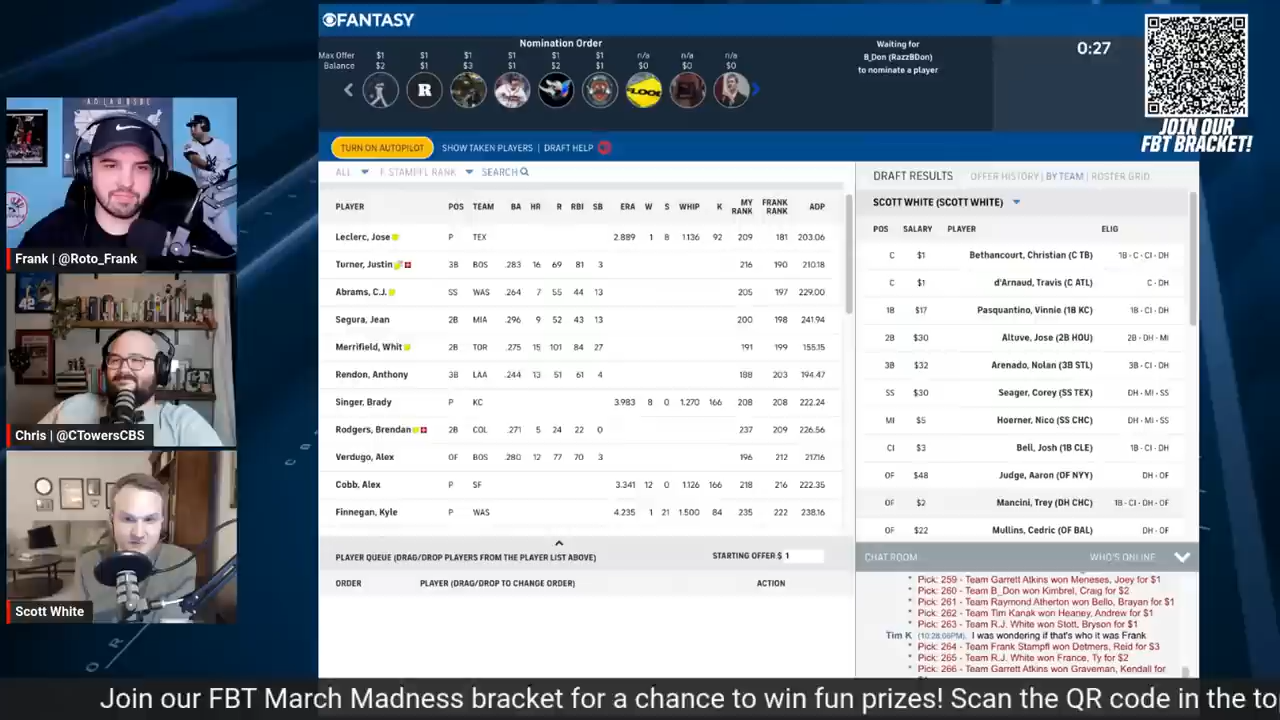 FANTASY
Nomination Order
Max Offer $1 $1 $1 $1 $1 $1 n/a n/a n/a
Balance $2 $1 $3 $1 $2 $1 $0 $0 $0
R
FLOOD
Waiting for
B_Don (RazzBDon)
to nominate a player
0:27
JOIN OUR
FBT BRACKET!
TURN ON AUTOPILOT SHOW TAKEN PLAYERS | DRAFT HELP
ALL F. STAMPFL RANK SEARCH
PLAYER POS TEAM BA HR R RBI SB ERA W S WHIP K MY RANK FRANK RANK ADP
Leclerc, Jose P TEX 2.889 1 8 1.136 92 209 181 203.06
Turner, Justin 3B BOS .283 16 69 81 3 216 190 210.18
Abrams, C.J. SS WAS .264 7 55 44 13 205 197 229.00
Segura, Jean 2B MIA .296 9 52 43 13 200 198 241.94
Merrifield, Whit 2B TOR .275 15 101 84 27 191 199 155.15
Rendon, Anthony 3B LAA .244 13 51 61 4 188 203 194.47
Singer, Brady P KC 3.983 8 0 1.270 166 208 208 222.24
Rodgers, Brendan 2B COL .271 5 24 22 0 237 209 226.56
Verdugo, Alex OF BOS .280 12 77 70 3 196 212 217.16
Cobb, Alex P SF 3.341 12 0 1.126 166 218 216 222.35
Finnegan, Kyle P WAS 4.235 1 21 1.500 84 235 222 238.16
PLAYER QUEUE (DRAG/DROP PLAYERS FROM THE PLAYER LIST ABOVE) STARTING OFFER $ 1
ORDER PLAYER (DRAG/DROP TO CHANGE ORDER) ACTION
DRAFT RESULTS OFFER HISTORY | BY TEAM | ROSTER GRID
SCOTT WHITE (SCOTT WHITE)
POS SALARY PLAYER ELIG
C $1 Bethancourt, Christian (C TB) 1B - C - CI - DH
C $1 d'Arnaud, Travis (C ATL) C - DH
1B $17 Pasquantino, Vinnie (1B KC) 1B - CI - DH
2B $30 Altuve, Jose (2B HOU) 2B - DH - MI
3B $32 Arenado, Nolan (3B STL) 3B - CI - DH
SS $30 Seager, Corey (SS TEX) DH - MI - SS
MI $5 Hoerner, Nico (SS CHC) DH - MI - SS
CI $3 Bell, Josh (1B CLE) 1B - CI - DH
OF $48 Judge, Aaron (OF NYY) DH - OF
OF $2 Mancini, Trey (DH CHC) 1B - CI - DH - OF
OF $22 Mullins, Cedric (OF BAL) DH - OF
CHAT ROOM WHO'S ONLINE
* Pick: 259 - Team Garrett Atkins won Meneses, Joey for $1
* Pick: 260 - Team B_Don won Kimbrel, Craig for $2
* Pick: 261 - Team Raymond Atherton won Bello, Brayan for $1
* Pick: 262 - Team Tim Kanak won Heaney, Andrew for $1
* Pick: 263 - Team R.J. White won Stott, Bryson for $1
Tim K (10:28:06PM). I was wondering if that's who it was Frank
* Pick: 264 - Team Frank Stampfl won Detmers, Reid for $3
* Pick: 265 - Team R.J. White won France, Ty for $2
* Pick: 266 - Team Garrett Atkins won Graveman, Kendall for
Frank | @Roto_Frank
Chris | @CTowersCBS
Scott White
Join our FBT March Madness bracket for a chance to win fun prizes! Scan the QR code in the to